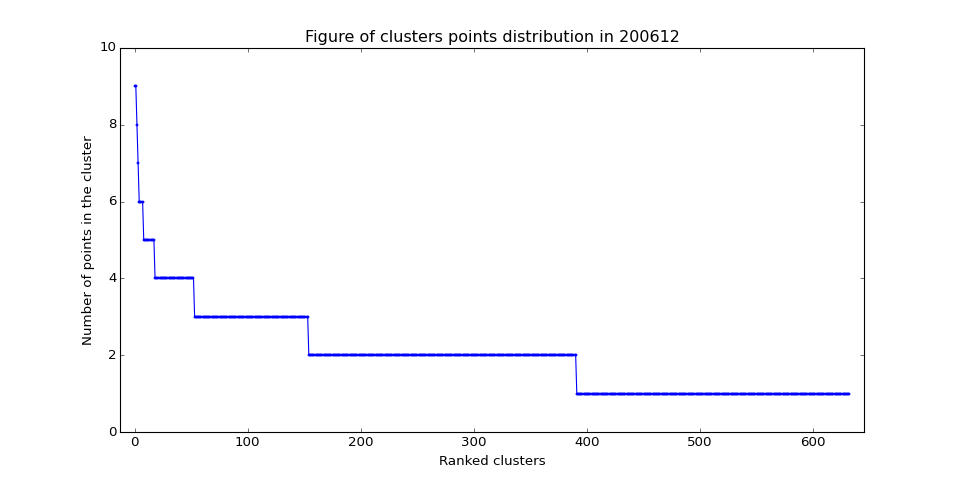 Figure of clusters points distribution in 200612
10
8
6
4
2
0
Number of points in the cluster
0 100 200 300 400 500 600
Ranked clusters